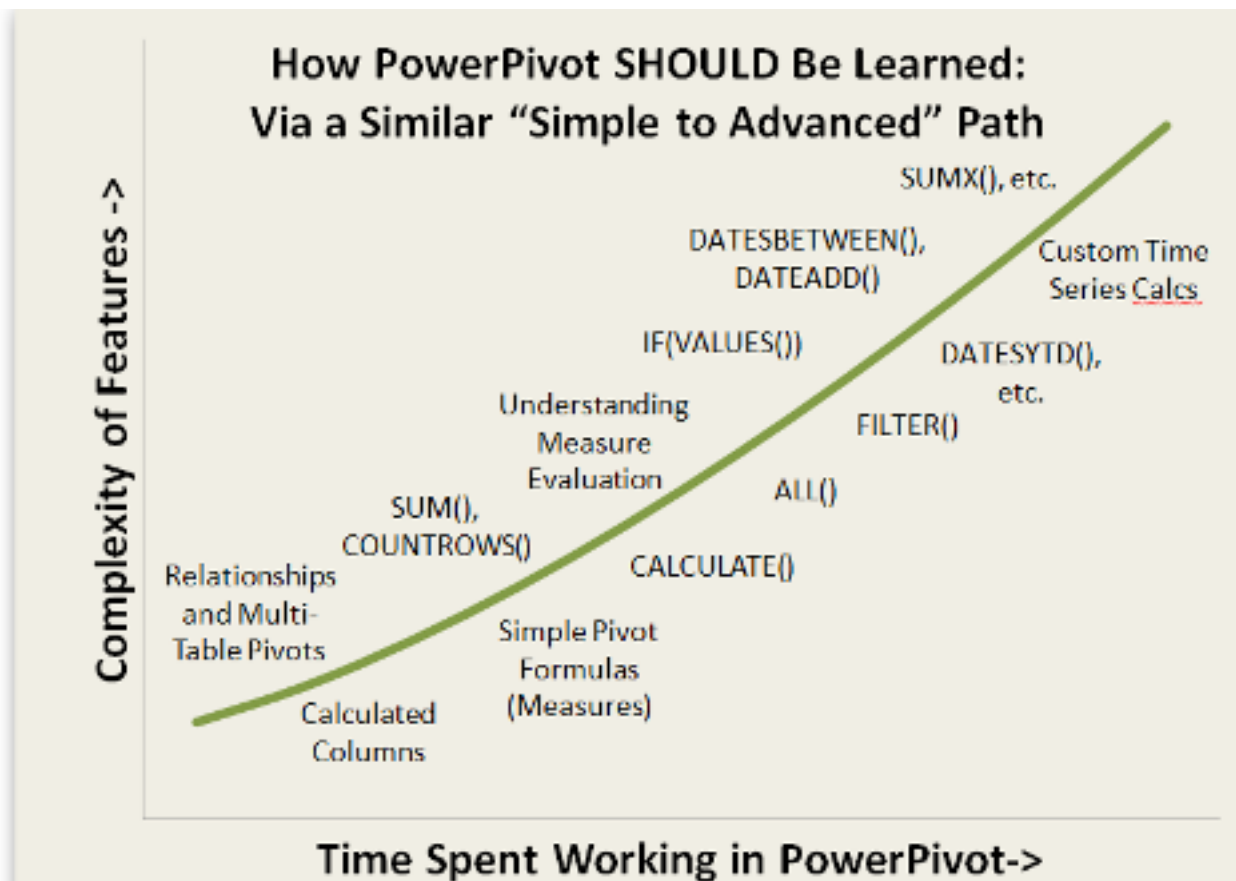 How PowerPivot SHOULD Be Learned:
Via a Similar “Simple to Advanced” Path
Complexity of Features ->
SUMX(), etc.
DATESBETWEEN(),
DATEADD()
Custom Time
Series Calcs
IF(VALUES())
DATESYTD(),
etc.
Understanding
Measure
Evaluation
FILTER()
ALL()
SUM(),
COUNTROWS()
CALCULATE()
Relationships
and Multi-
Table Pivots
Simple Pivot
Formulas
(Measures)
Calculated
Columns
Time Spent Working in PowerPivot->